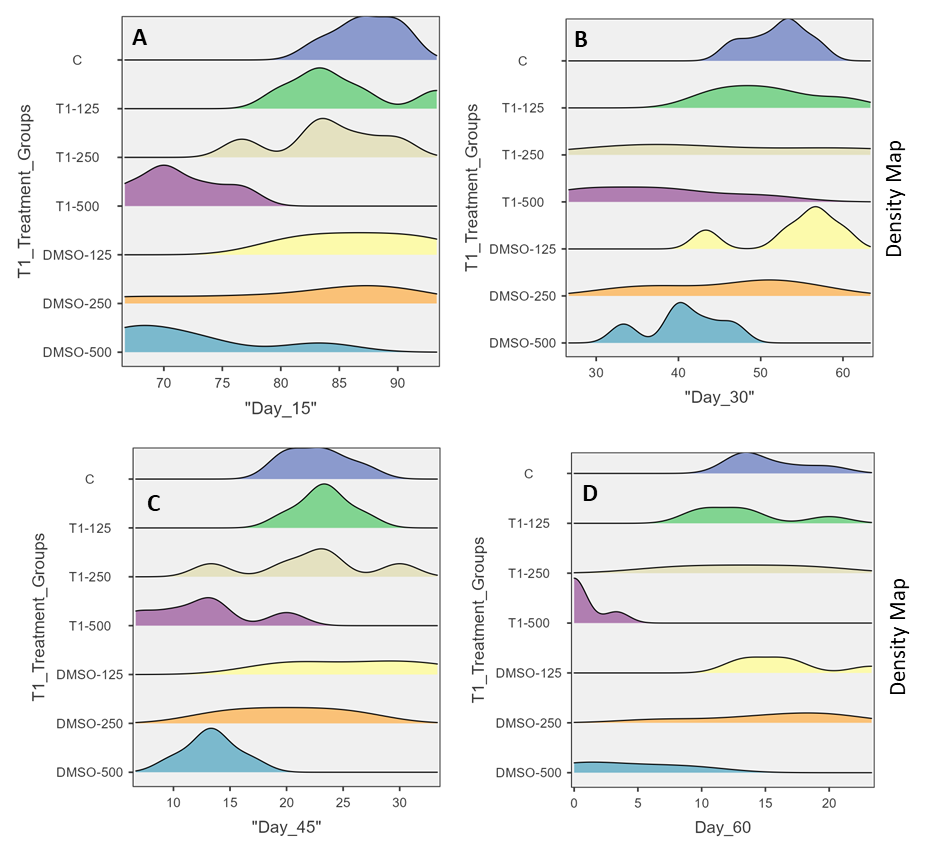 A
C
T1-125
T1-250
T1-500
DMSO-125
DMSO-250
DMSO-500
T1_Treatment_Groups
70 75 80 85 90
"Day_15"
B
C
T1-125
T1-250
T1-500
DMSO-125
DMSO-250
DMSO-500
T1_Treatment_Groups
30 40 50 60
"Day_30"
Density Map
C
C
T1-125
T1-250
T1-500
DMSO-125
DMSO-250
DMSO-500
T1_Treatment_Groups
10 15 20 25 30
"Day_45"
D
C
T1-125
T1-250
T1-500
DMSO-125
DMSO-250
DMSO-500
T1_Treatment_Groups
0 5 10 15 20
Day_60
Density Map